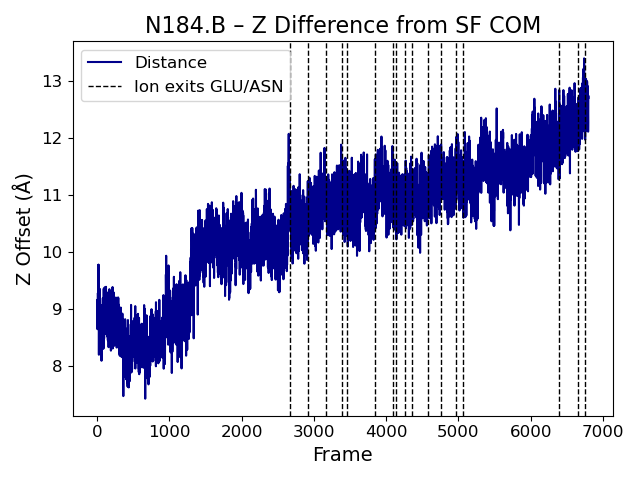 N184.B – Z Difference from SF COM
Distance
Ion exits GLU/ASN
Z Offset (Å)
13
12
11
10
9
8
0
1000
2000
3000
4000
5000
6000
7000
Frame